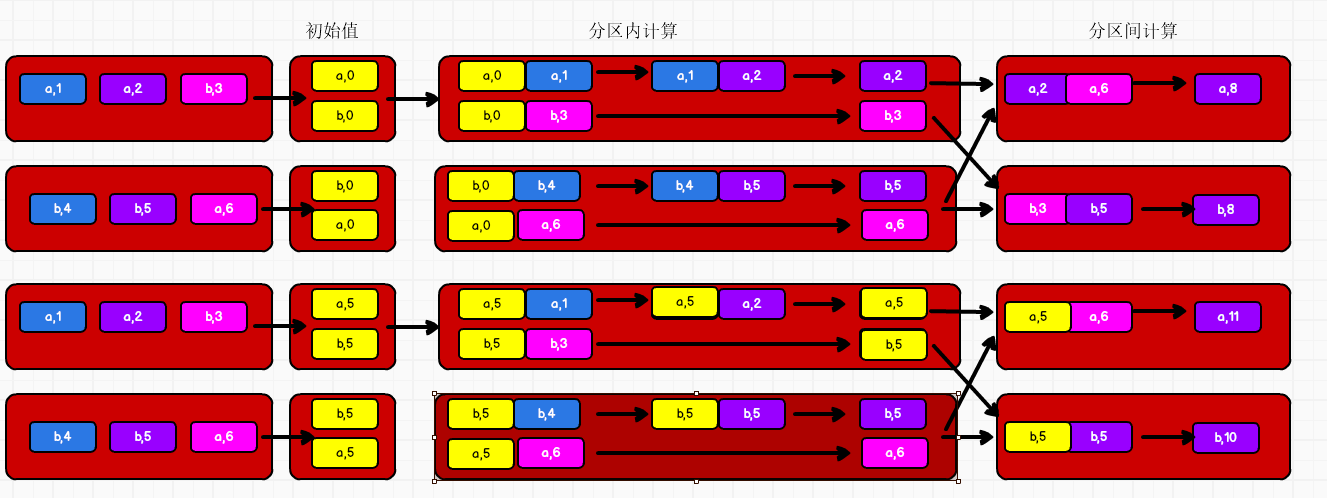 初始值 分区内计算 分区间计算
a,1 a,2 b,3 a,0 a,0 a,1 a,1 a,2 a,2 a,2 a,6 a,8
b,0 b,0 b,3 b,3
b,4 b,5 a,6 b,0 b,0 b,4 b,4 b,5 b,5 b,3 b,5 b,8
a,0 a,0 a,6 a,6
a,1 a,2 b,3 a,5 a,5 a,1 a,5 a,2 a,5 a,5 a,6 a,11
b,5 b,5 b,3 b,5
b,4 b,5 a,6 b,5 b,5 b,4 b,5 b,5 b,5 b,5 b,5 b,10
a,5 a,5 a,6 a,6